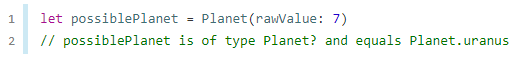 1 let possiblePlanet = Planet(rawValue: 7)
2 // possiblePlanet is of type Planet? and equals Planet.uranus